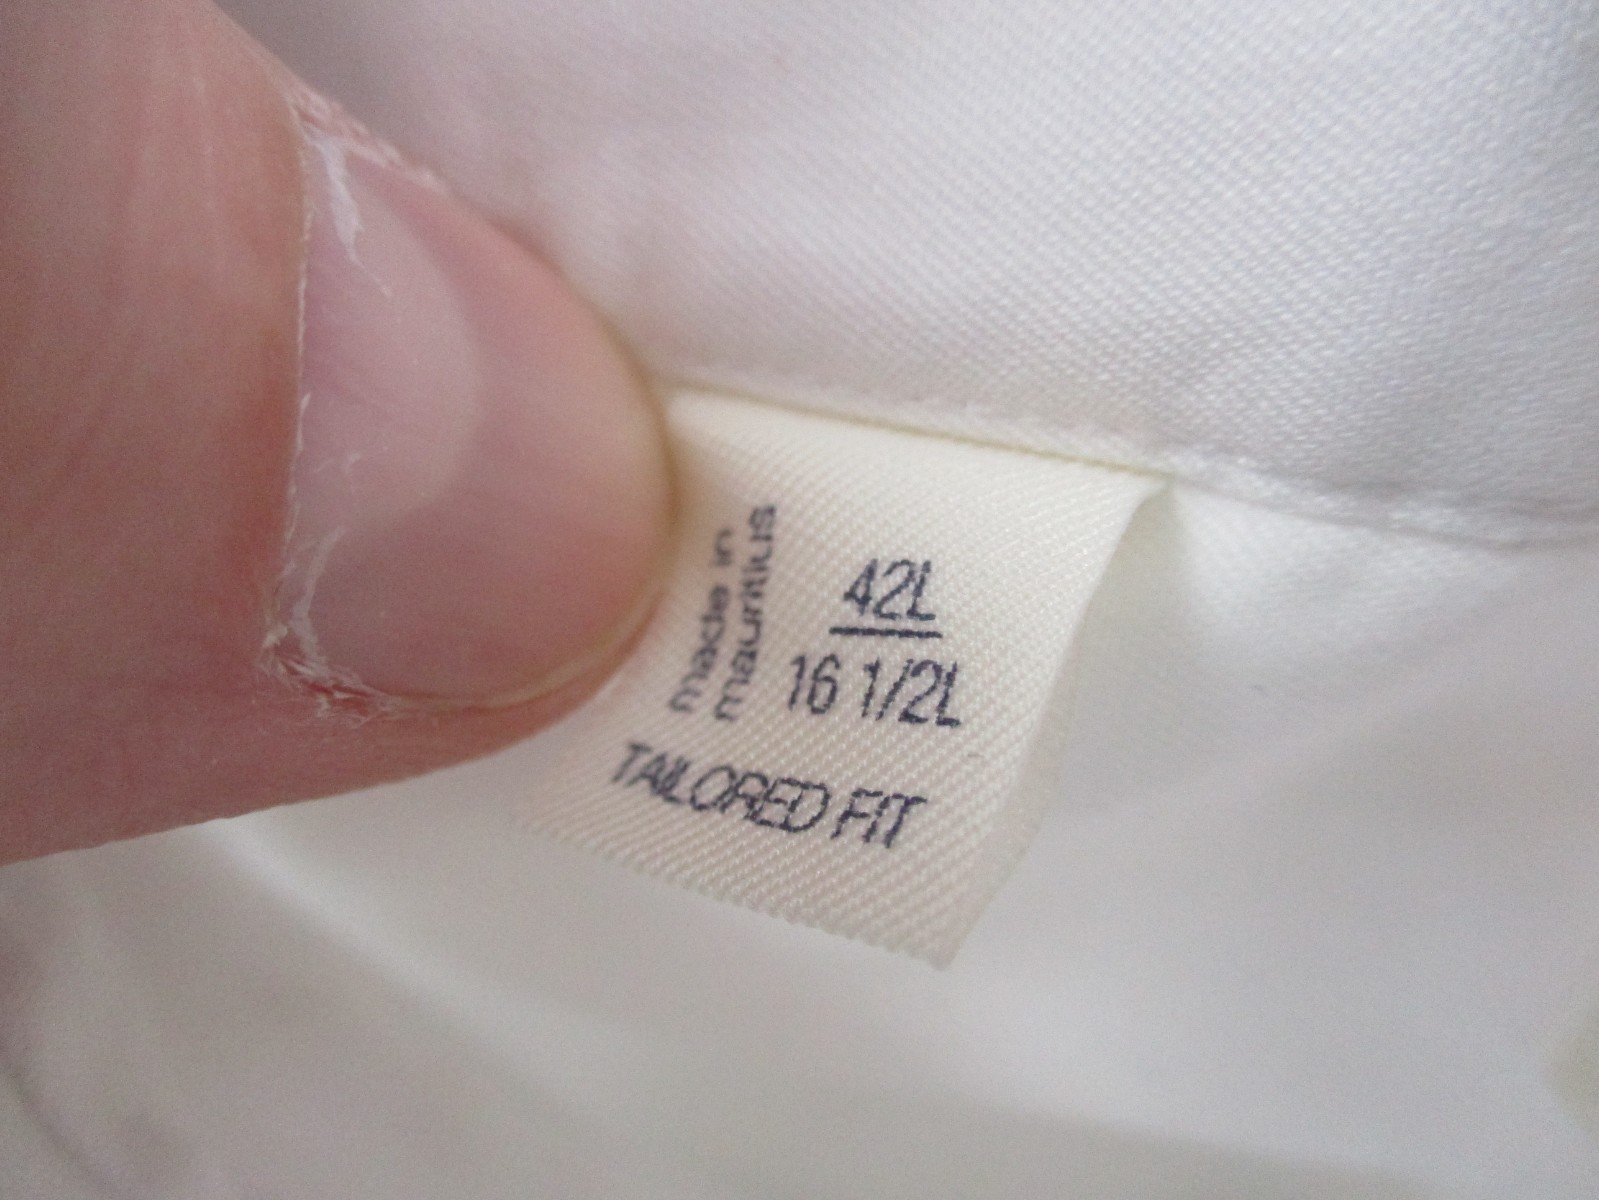 made in
mauritius
42L
16 1/2L
TAILORED FIT